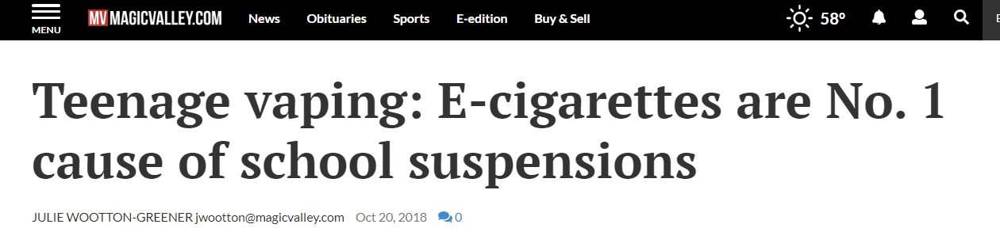 MENU
MV MAGICVALLEY.COM News Obituaries Sports E-edition Buy & Sell 58°
Teenage vaping: E-cigarettes are No. 1
cause of school suspensions
JULIE WOOTTON-GREENER jwootton@magicvalley.com Oct 20, 2018 0